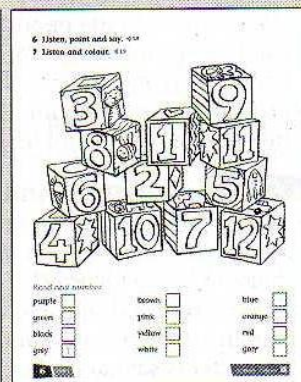 6 Listen, point and say.
7 Listen and colour.
3
9
8
1
11
6
2
5
4
10
7
12
Read and number.
purple
brown
blue
green
pink
orange
black
yellow
red
grey 1
white
6